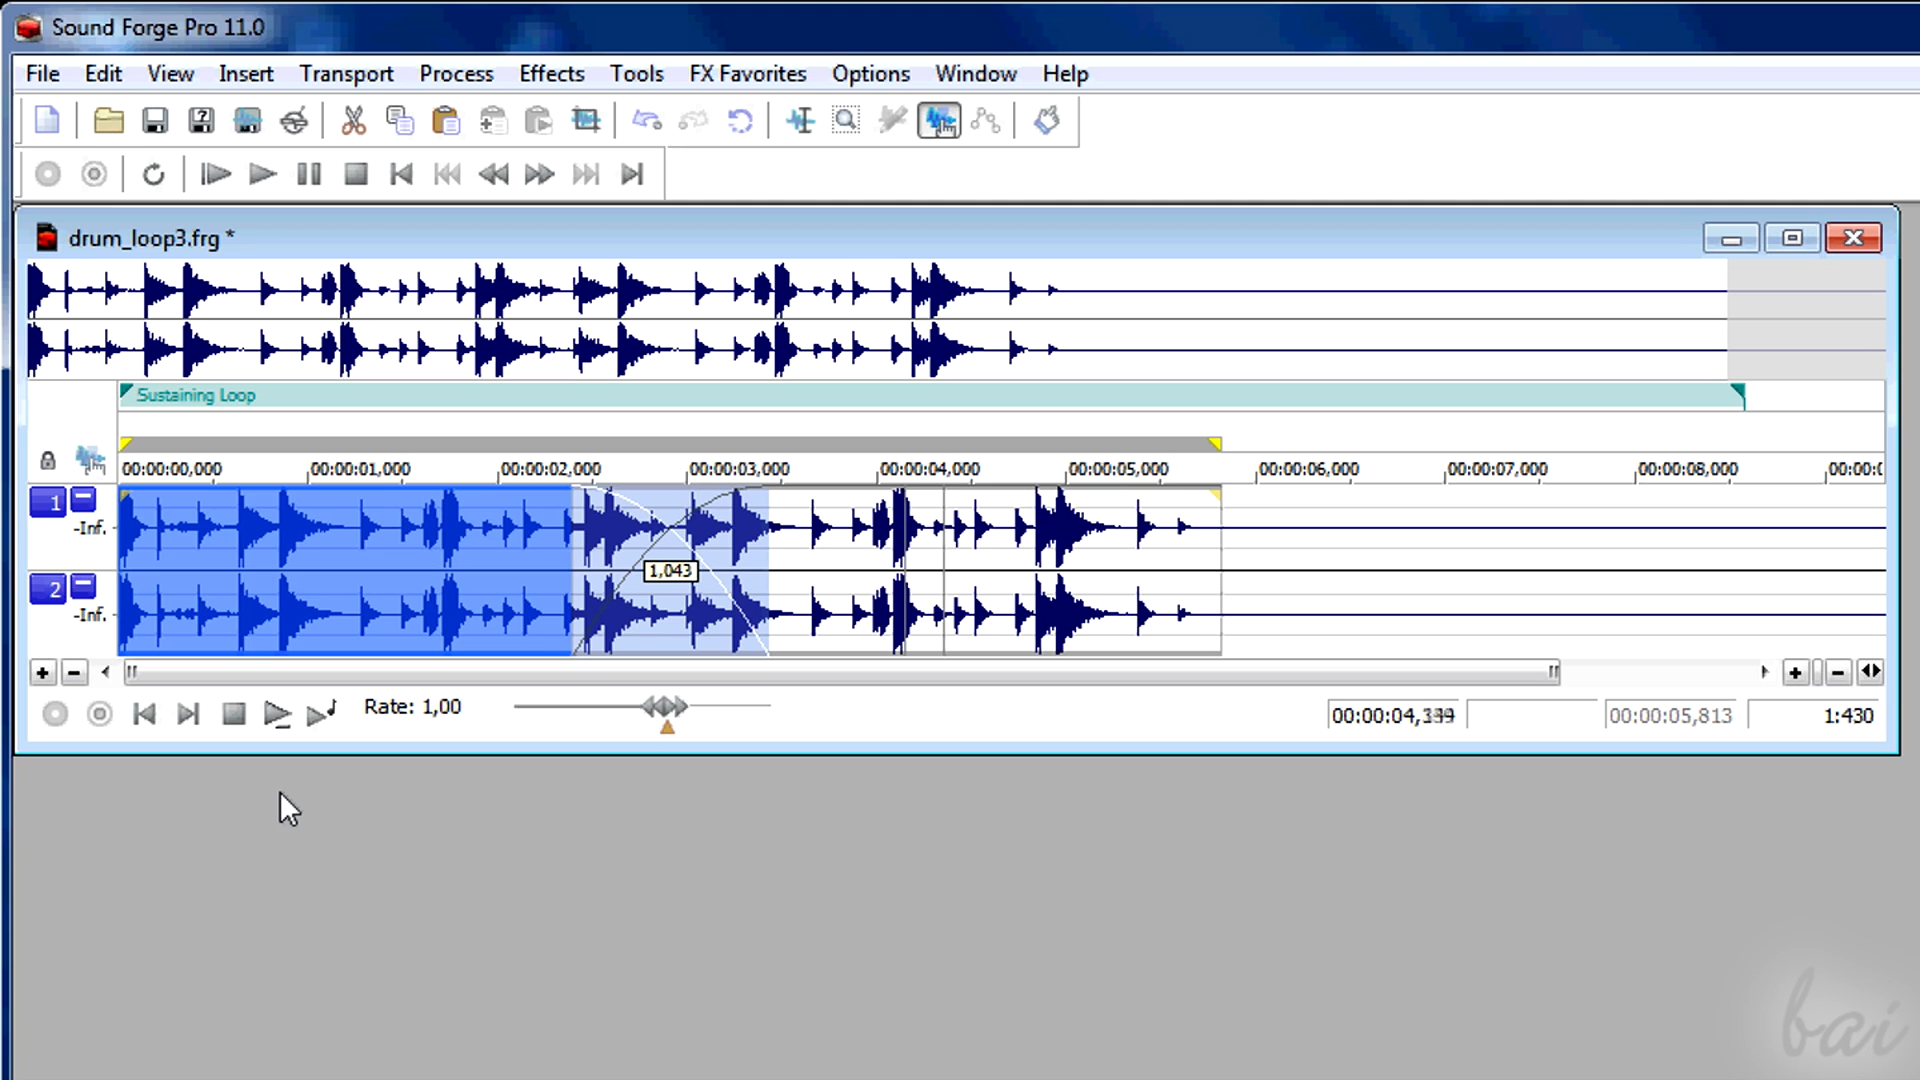 Sound Forge Pro 11.0
File Edit View Insert Transport Process Effects Tools FX Favorites Options Window Help
drum_loop3.frg *
Sustaining Loop
00:00:00,000 00:00:01,000 00:00:02,000 00:00:03,000 00:00:04,000 00:00:05,000 00:00:06,000 00:00:07,000 00:00:08,000 00:00:0
1
-Inf.
1,043
2
-Inf.
Rate: 1,00
00:00:05,813
1:430
bai